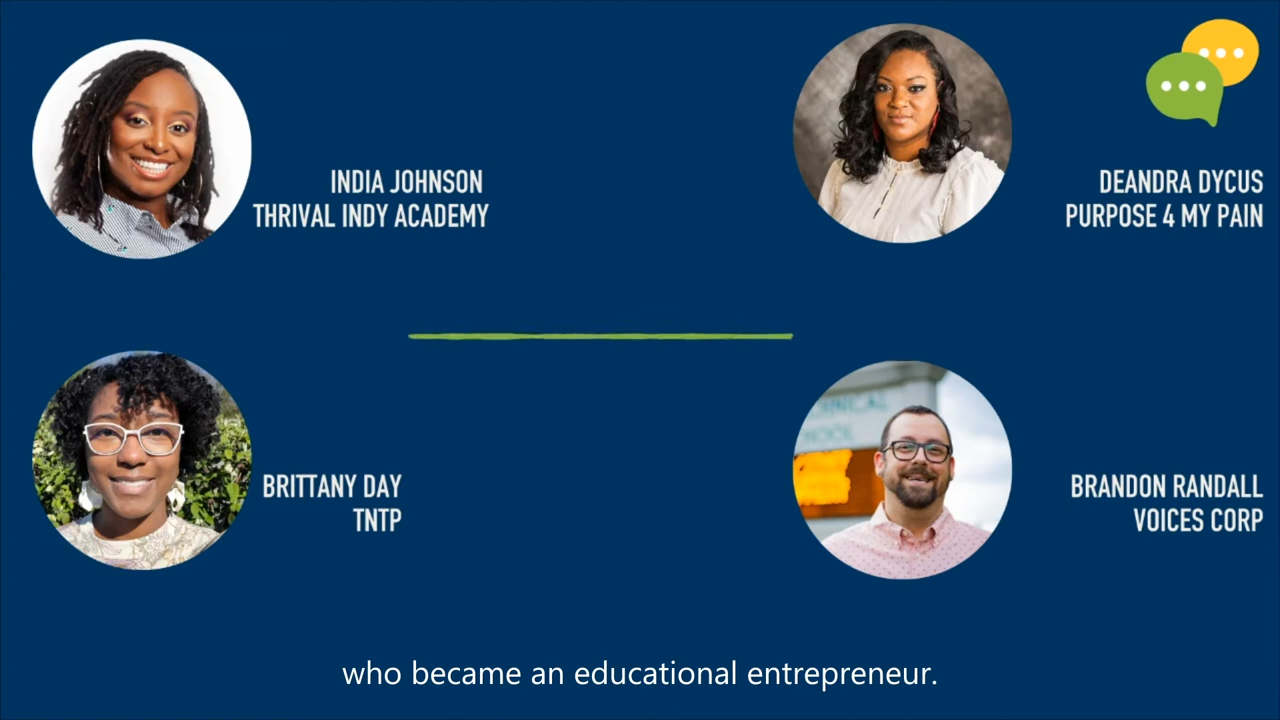 INDIA JOHNSON
THRIVAL INDY ACADEMY
DEANDRA DYCUS
PURPOSE 4 MY PAIN
BRITTANY DAY
TNTP
BRANDON RANDALL
VOICES CORP
who became an educational entrepreneur.